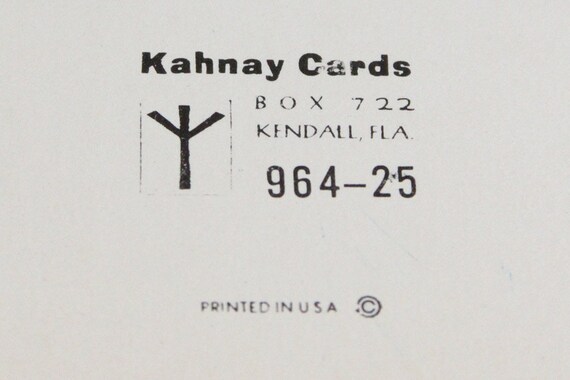 Kahnay Cards
BOX 722
KENDALL, FLA.
964-25
PRINTED IN USA ©